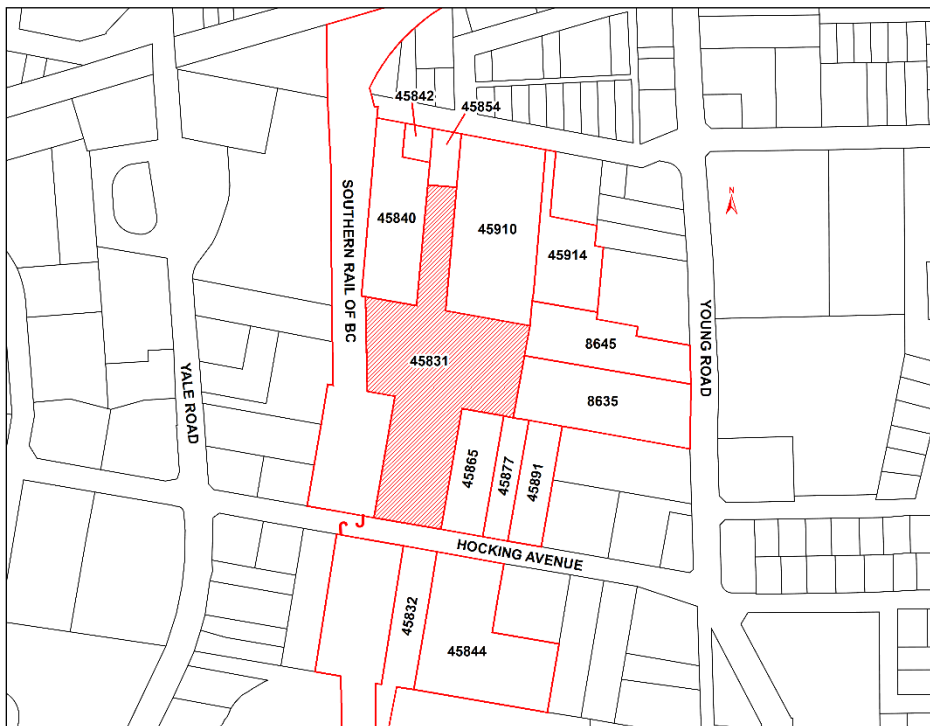 45842
45854
N
SOUTHERN RAIL OF BC
45840
45910
45914
YOUNG ROAD
8645
45831
YALE ROAD
8635
45865
45877
45891
HOCKING AVENUE
45832
45844